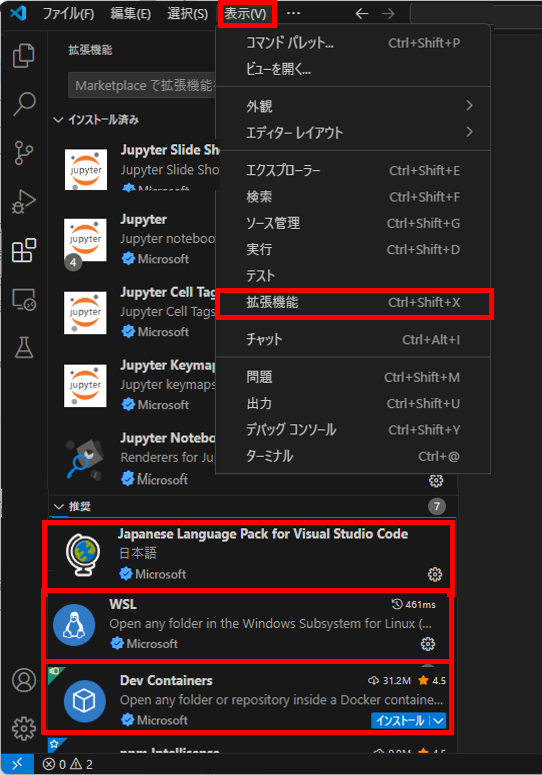 ファイル(F) 編集(E) 選択(S) 表示(V) ...
拡張機能
Marketplace で拡張機能を
インストール済み
Jupyter Slide Sh
Jupyter Slide Sho
Microsoft
Jupyter
Jupyter noteboo
Microsoft
4
Jupyter Cell Tag
Jupyter Cell Tags
Microsoft
Jupyter Keymap
Jupyter keymaps
Microsoft
Jupyter Notebo
Renderers for Ju
Microsoft
コマンド パレット... Ctrl+Shift+P
ビューを開く...
外観
エディター レイアウト
エクスプローラー Ctrl+Shift+E
検索 Ctrl+Shift+F
ソース管理 Ctrl+Shift+G
実行 Ctrl+Shift+D
テスト
拡張機能 Ctrl+Shift+X
チャット Ctrl+Alt+I
問題 Ctrl+Shift+M
出力 Ctrl+Shift+U
デバッグ コンソール Ctrl+Shift+Y
ターミナル Ctrl+@
推奨 7
Japanese Language Pack for Visual Studio Code
日本語
Microsoft
WSL 461ms
Open any folder in the Windows Subsystem for Linux (...
Microsoft
Dev Containers 31.2M 4.5
Open any folder or repository inside a Docker containe...
Microsoft インストール
npm Intellisense 4.5
0 2